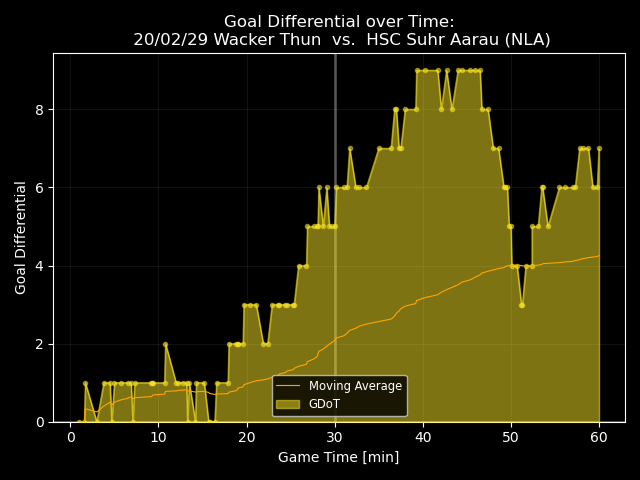 Goal Differential over Time:
20/02/29 Wacker Thun vs. HSC Suhr Aarau (NLA)
Goal Differential
8
6
4
2
0
Moving Average
GDoT
0 10 20 30 40 50 60
Game Time [min]